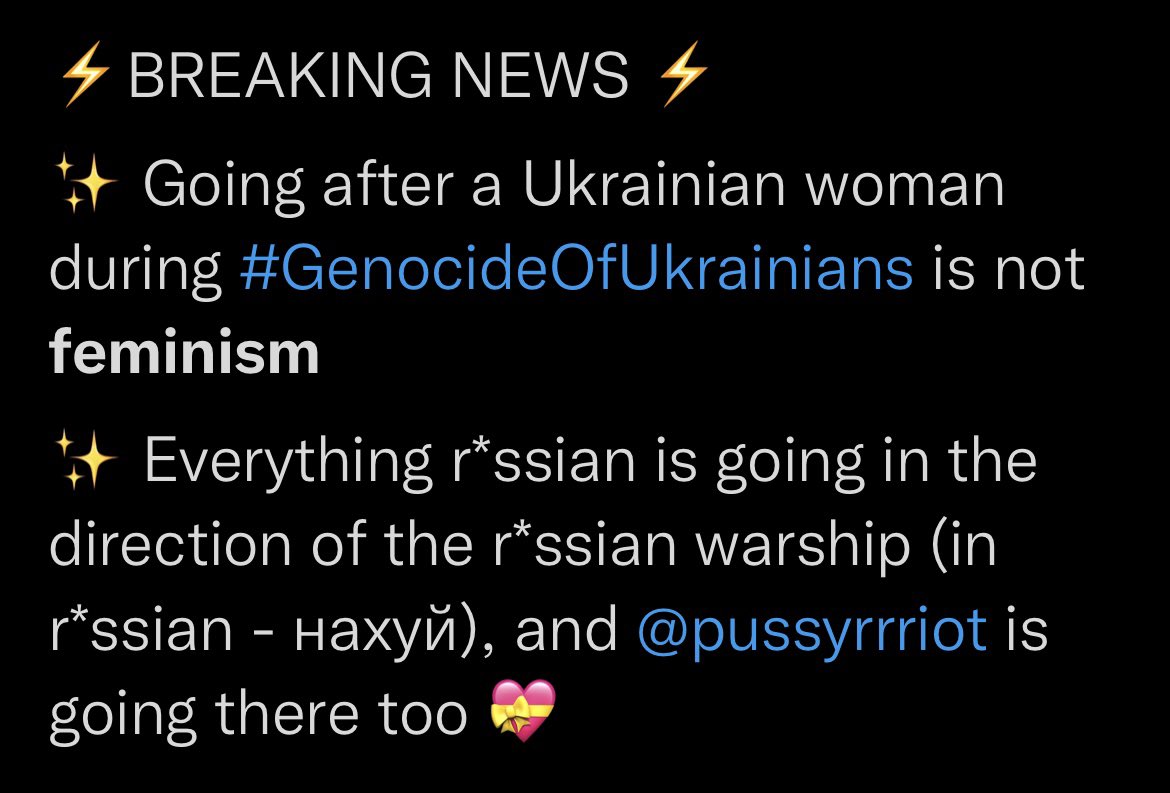 ⚡ BREAKING NEWS ⚡
✨ Going after a Ukrainian woman
during #GenocideOfUkrainians is not
feminism
✨ Everything r*ssian is going in the
direction of the r*ssian warship (in
r*ssian - нахуй), and @pussyrrriot is
going there too 💝